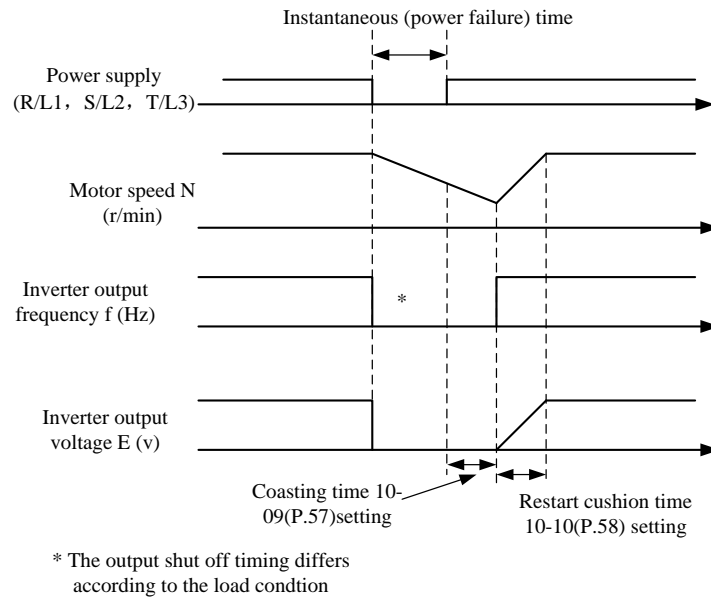 Instantaneous (power failure) time
Power supply
(R/L1， S/L2， T/L3)
Motor speed N
(r/min)
Inverter output
frequency f (Hz)
*
Inverter output
voltage E (v)
Coasting time 10-
09(P.57)setting
Restart cushion time
10-10(P.58) setting
* The output shut off timing differs
according to the load condtion